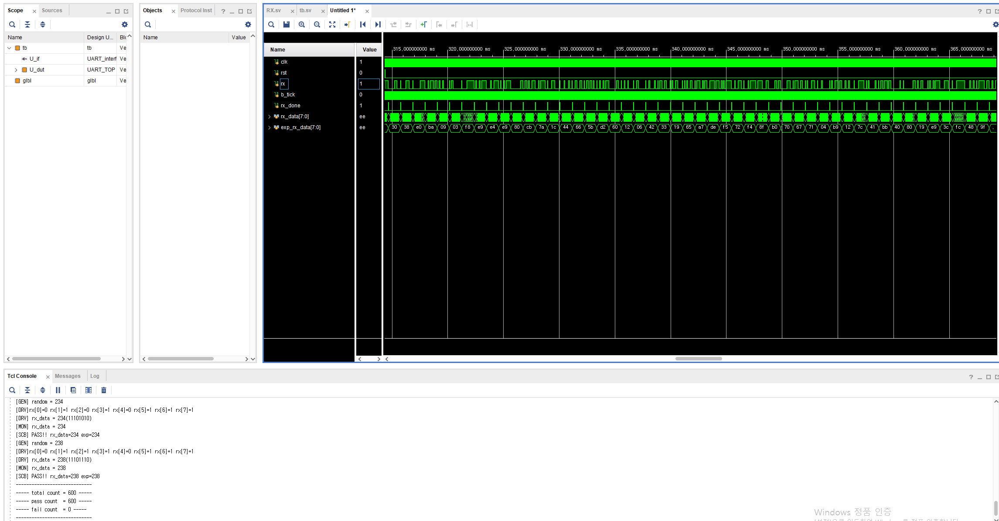 Scope Sources
Name Design U... Blo
tb tb Ve
U_if UART_interf Ve
U_dut UART_TOP Ve
glbl glbl Ve
Objects Protocol Inst
Name Value
RX.sv tb.sv Untitled 1*
Name Value
315,000000000 ms 320,000000000 ms 325,000000000 ms 330,000000000 ms 335,000000000 ms 340,000000000 ms 345,000000000 ms 350,000000000 ms 355,000000000 ms 360,000000000 ms 365,000000000 ms
clk 1
rst 0
rx 1
b_tick 0
rx_done 1
rx_data[7:0] ee
exp_rx_data[7:0] ee 30 38 e0 ba 09 03 f8 e9 e4 e9 80 cb 7a 1c 44 66 5b d2 60 12 06 42 33 19 65 a7 de f5 72 f4 8f b0 70 67 71 04 b9 12 7c 41 bb 40 80 19 e9 3c fc 48 9f .
Tcl Console Messages Log
[GEN] random = 234
[DRV]rx[0]=0 rx[1]=1 rx[2]=0 rx[3]=1 rx[4]=0 rx[5]=1 rx[6]=1 rx[7]=1
[DRV] rx_data = 234(11101010)
[MON] rx_data = 234
[SCB] PASS!! rx_data=234 exp=234
[GEN] random = 238
[DRV]rx[0]=0 rx[1]=1 rx[2]=1 rx[3]=1 rx[4]=0 rx[5]=1 rx[6]=1 rx[7]=1
[DRV] rx_data = 238(11101110)
[MON] rx_data = 238
[SCB] PASS!! rx_data=238 exp=238
-----------------------------
----- total count = 600 -----
----- pass count  = 600 -----
----- fail count  = 0 -----
-----------------------------
Windows 정품 인증